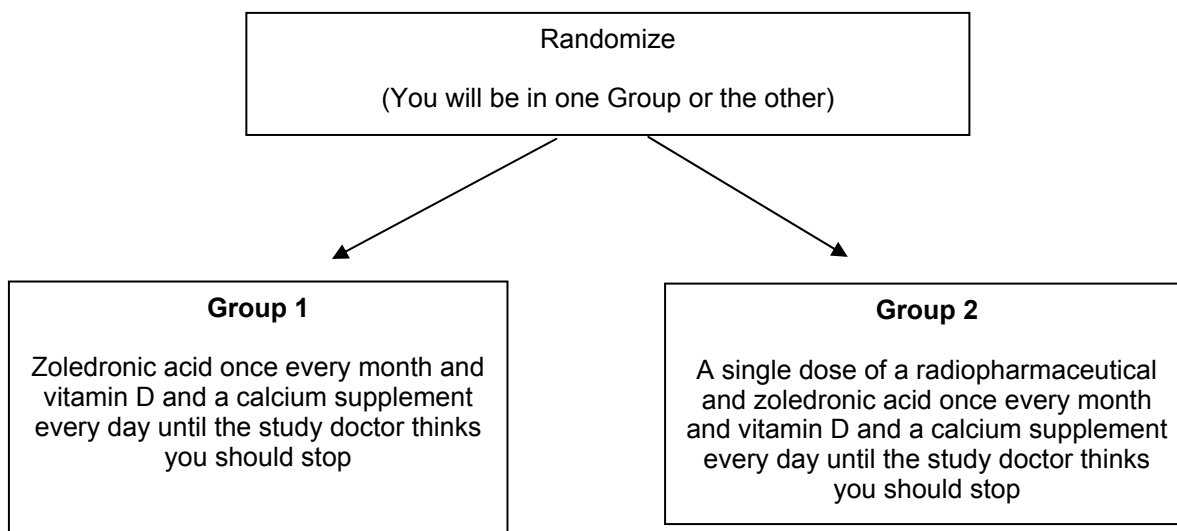 Randomize
(You will be in one Group or the other)
Group 1
Zoledronic acid once every month and
vitamin D and a calcium supplement
every day until the study doctor thinks
you should stop
Group 2
A single dose of a radiopharmaceutical
and zoledronic acid once every month
and vitamin D and a calcium supplement
every day until the study doctor thinks
you should stop